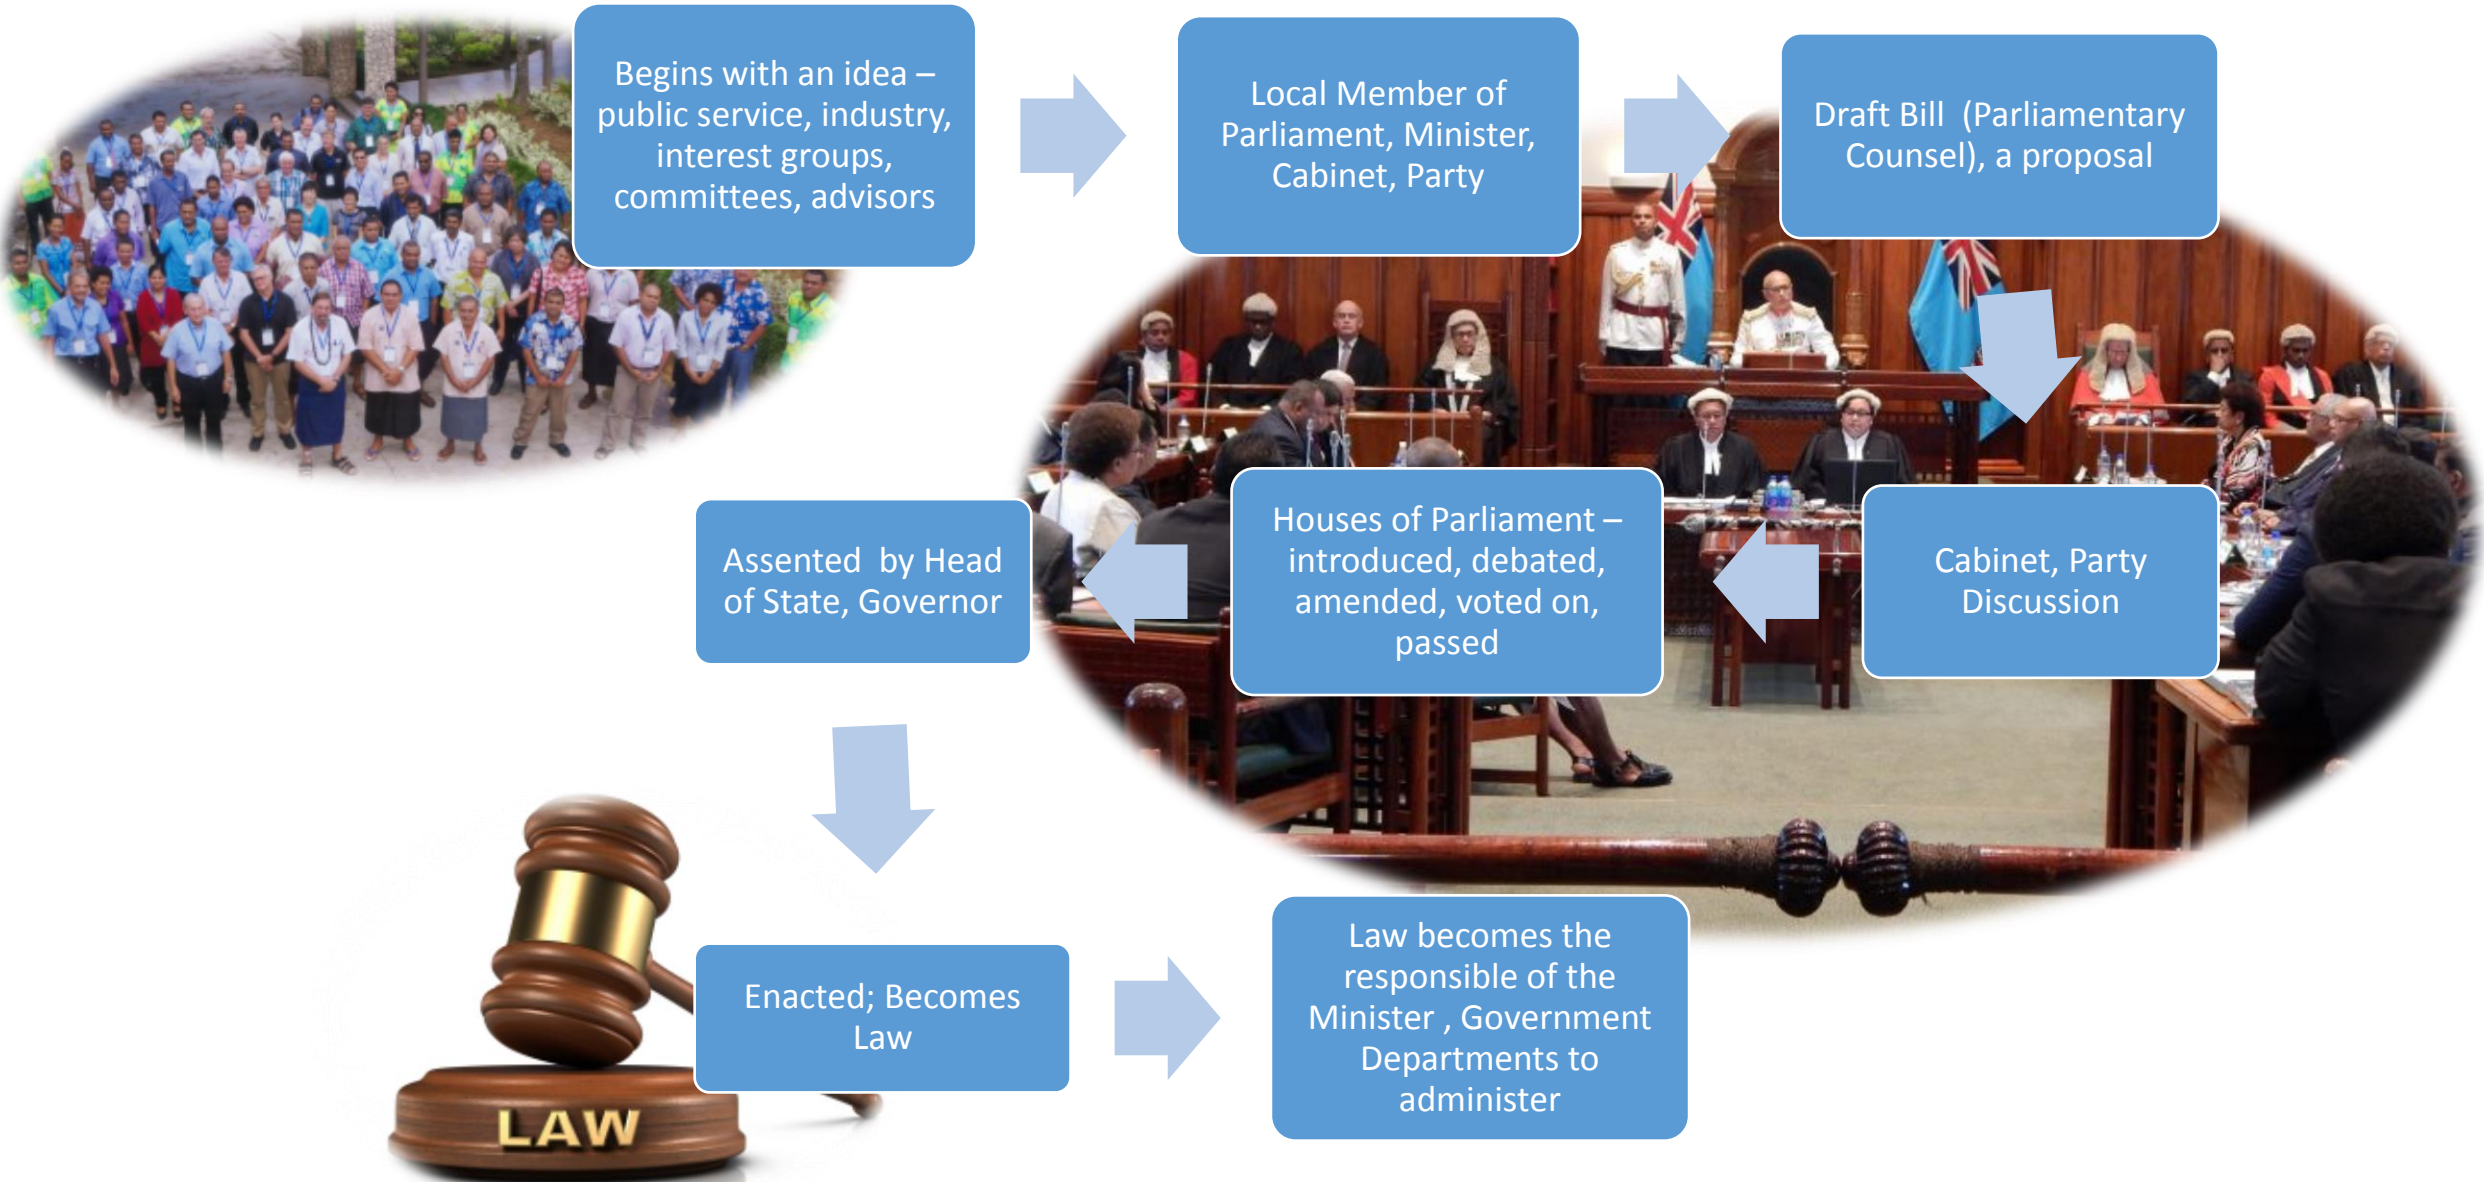 Begins with an idea –
public service, industry,
interest groups,
committees, advisors
Local Member of
Parliament, Minister,
Cabinet, Party
Draft Bill (Parliamentary
Counsel), a proposal
Cabinet, Party
Discussion
Houses of Parliament –
introduced, debated,
amended, voted on,
passed
Assented by Head
of State, Governor
Enacted; Becomes
Law
Law becomes the
responsible of the
Minister , Government
Departments to
administer
LAW